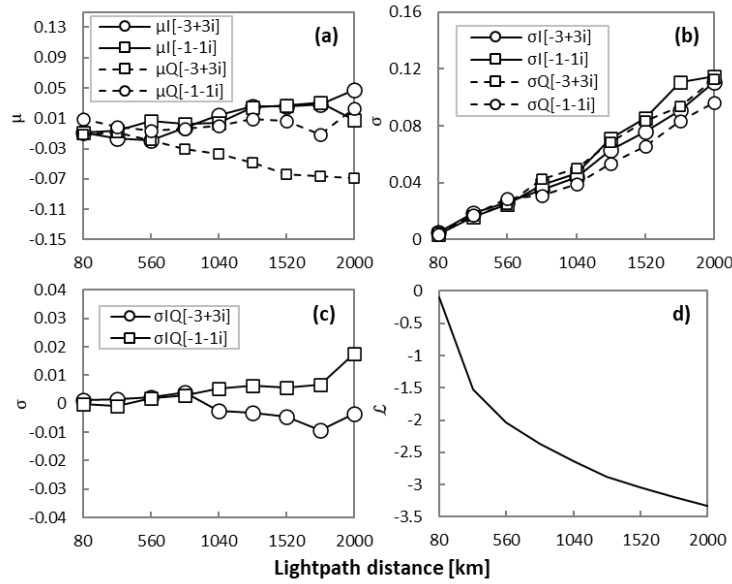 (a)
μ
0.13
0.09
0.05
0.01
-0.03
-0.07
-0.11
-0.15
μI[-3+3i]
μI[-1-1i]
μQ[-3+3i]
μQ[-1-1i]
80 560 1040 1520 2000
(b)
σ
0.16
0.12
0.08
0.04
0
σI[-3+3i]
σI[-1-1i]
σQ[-3+3i]
σQ[-1-1i]
80 560 1040 1520 2000
(c)
σ
0.04
0.03
0.02
0.01
0
-0.01
-0.02
-0.03
-0.04
σIQ[-3+3i]
σIQ[-1-1i]
80 560 1040 1520 2000
d)
ℒ
0
-0.5
-1
-1.5
-2
-2.5
-3
-3.5
80 560 1040 1520 2000
Lightpath distance [km]